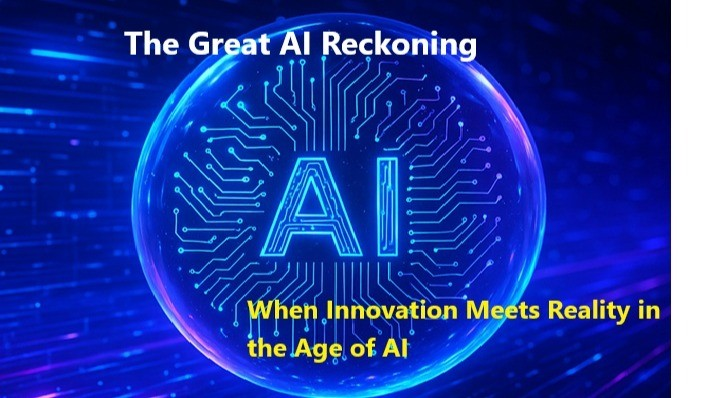 The Great AI Reckoning
AI
When Innovation Meets Reality in
the Age of AI